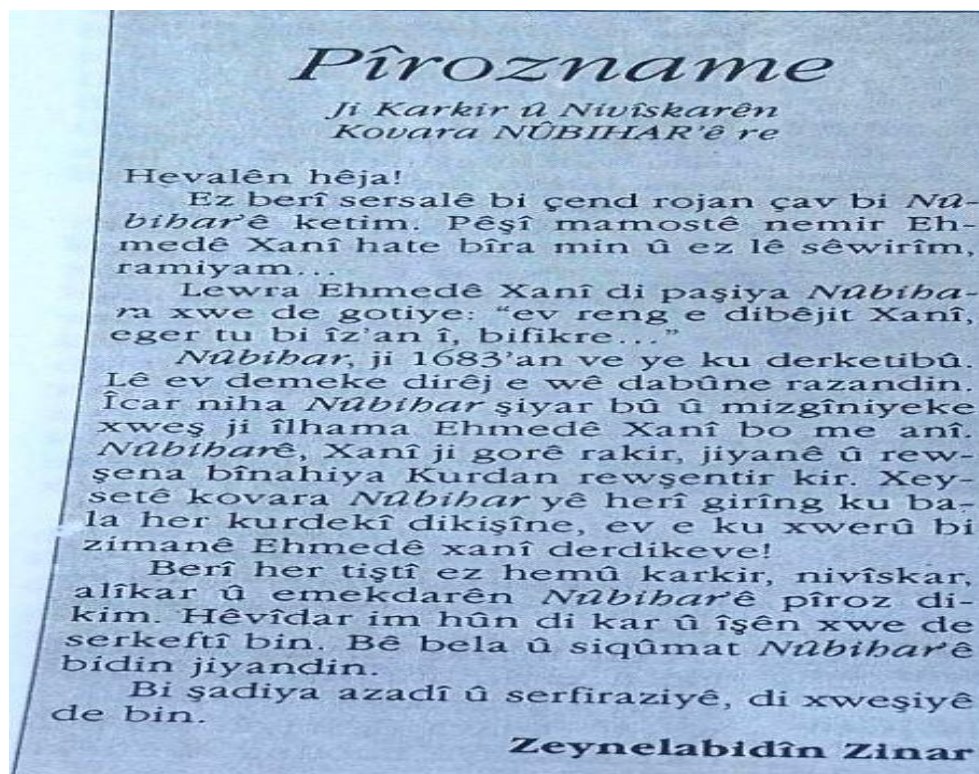 Pîrozname
Ji Karkir û Nivîskarên
Kovara NÛBIHAR'ê re
Hevalên hêja!
Ez berî sersalê bi çend rojan çav bi Nû-
bihar'ê ketim. Pêşî mamostê nemir Eh-
medê Xanî hate bîra min û ez lê sêwirîm,
ramiyam...
Lewra Ehmedê Xanî di paşiya Nûbiha-
ra xwe de gotiye: "ev reng e dibêjit Xanî,
eger tu bi îz'an î, bifikre..."
Nûbihar, ji 1683'an ve ye ku derketibû.
Lê ev demeke dirêj e wê dabûne razandin.
Îcar niha Nûbihar şiyar bû û mizgîniyeke
xweş ji îlhama Ehmedê Xanî bo me anî.
Nûbiharê, Xanî ji gorê rakir, jiyanê û rew-
şena bînahiya Kurdan rewşentir kir. Xey-
setê kovara Nûbihar yê herî girîng ku ba-
la her kurdekî dikişîne, ev e ku xwerû bi
zimanê Ehmedê xanî derdikeve!
Berî her tiştî ez hemû karkir, nivîskar,
alîkar û emekdarên Nûbihar'ê pîroz di-
kim. Hêvîdar im hûn di kar û îşên xwe de
serkeftî bin. Bê bela û siqûmat Nûbihar'ê
bidin jiyandin.
Bi şadiya azadî û serfiraziyê, di xweşiyê
de bin.
Zeynelabidîn Zinar